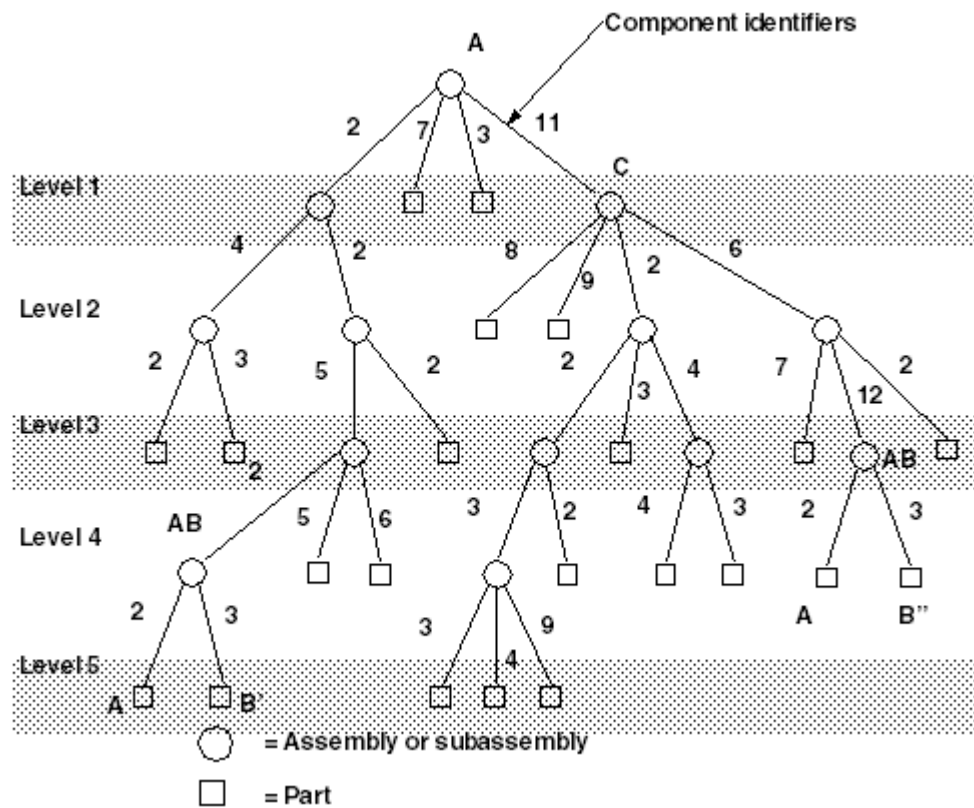 Component identifiers
A
2 7 3 11
C
Level 1
4 2 8 9 2 6
Level 2
2 3 5 2 2 3 4 7 12 2
Level 3
2 AB
AB 5 6 3 2 4 3 2 3
Level 4
A B"
2 3 3 4 9
Level 5
A B'
= Assembly or subassembly
= Part